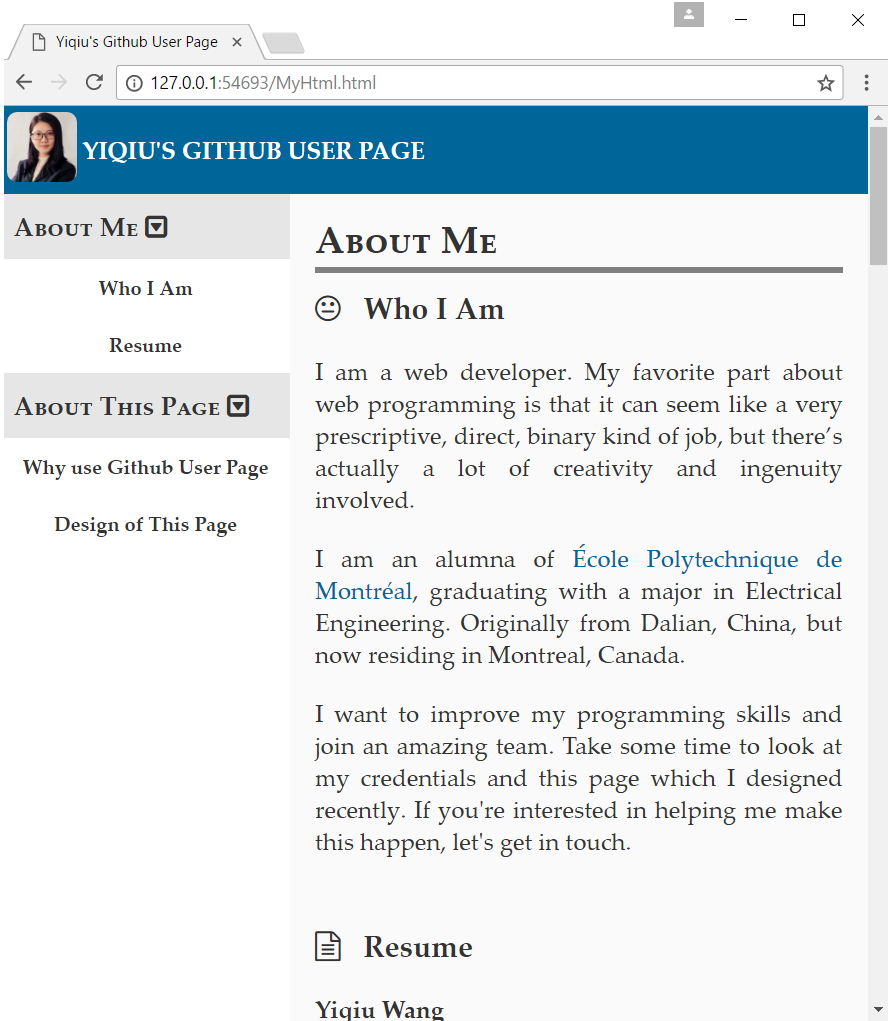 Yiqiu's Github User Page
127.0.0.1:54693/MyHtml.html
YIQIU'S GITHUB USER PAGE
About Me
Who I Am
Resume
About This Page
Why use Github User Page
Design of This Page
About Me
Who I Am
I am a web developer. My favorite part about
web programming is that it can seem like a very
prescriptive, direct, binary kind of job, but there’s
actually a lot of creativity and ingenuity
involved.
I am an alumna of École Polytechnique de
Montréal, graduating with a major in Electrical
Engineering. Originally from Dalian, China, but
now residing in Montreal, Canada.
I want to improve my programming skills and
join an amazing team. Take some time to look at
my credentials and this page which I designed
recently. If you're interested in helping me make
this happen, let's get in touch.
Resume
Yiqiu Wang